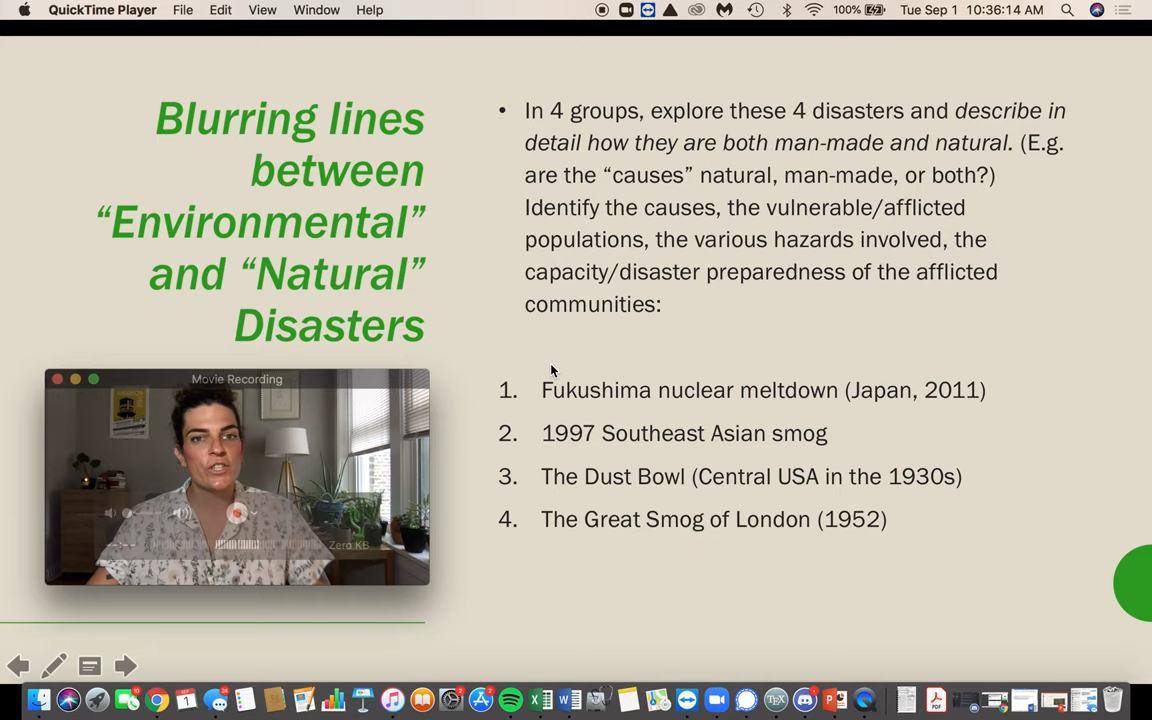 QuickTime Player File Edit View Window Help 100% Tue Sep 1 10:36:14 AM
Blurring lines
between
“Environmental”
and “Natural”
Disasters
• In 4 groups, explore these 4 disasters and describe in
detail how they are both man-made and natural. (E.g.
are the “causes” natural, man-made, or both?)
Identify the causes, the vulnerable/afflicted
populations, the various hazards involved, the
capacity/disaster preparedness of the afflicted
communities:
1. Fukushima nuclear meltdown (Japan, 2011)
2. 1997 Southeast Asian smog
3. The Dust Bowl (Central USA in the 1930s)
4. The Great Smog of London (1952)
Movie Recording
Zero KB